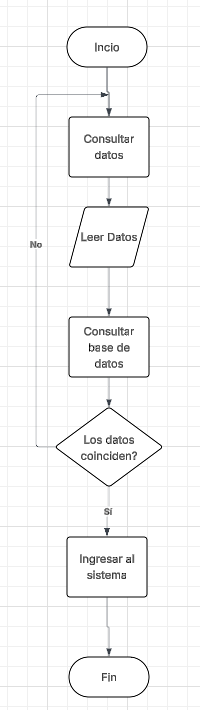 Incio
Consultar
datos
Leer Datos
No
Consultar
base de
datos
Los datos
coinciden?
Sí
Ingresar al
sistema
Fin